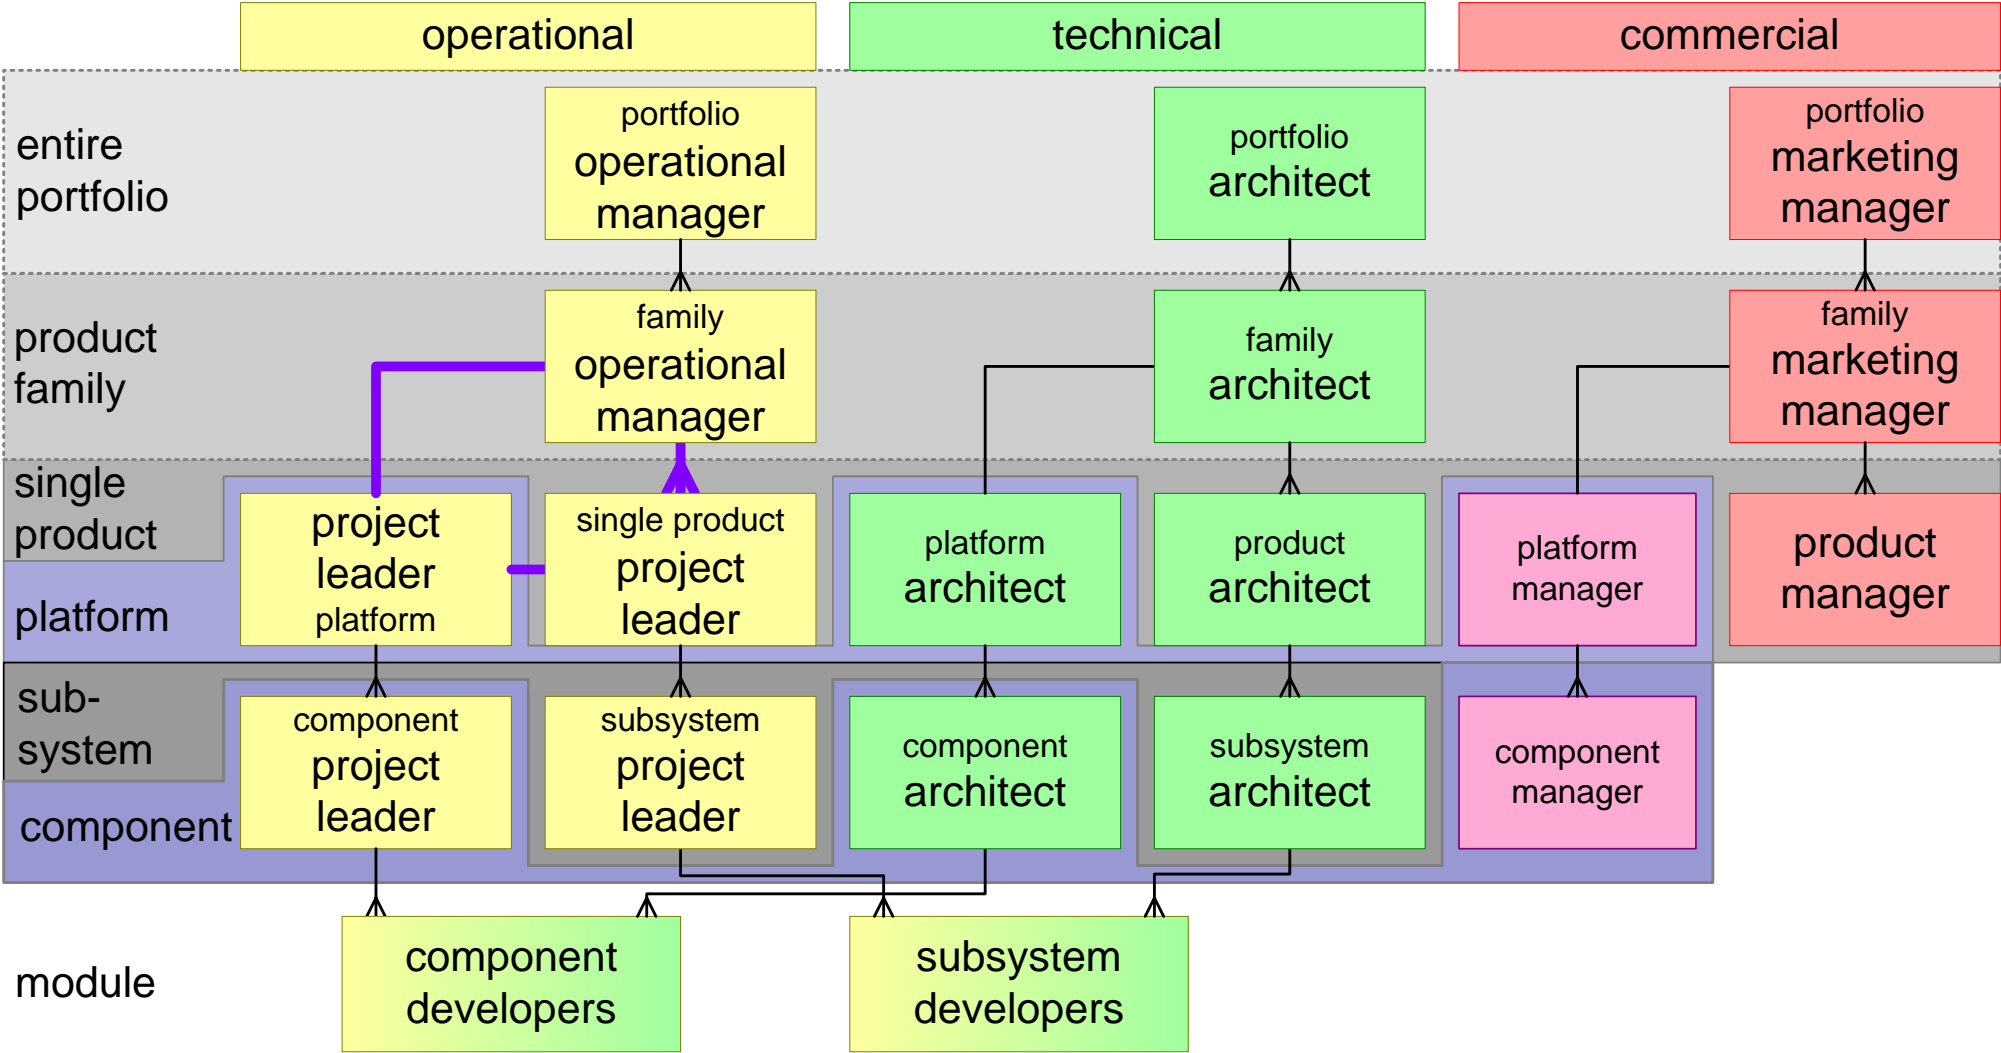 operational
technical
commercial
entire
portfolio
portfolio
operational
manager
portfolio
architect
portfolio
marketing
manager
product
family
family
operational
manager
family
architect
family
marketing
manager
single
product
platform
project
leader
platform
single product
project
leader
platform
architect
product
architect
platform
manager
product
manager
sub-
system
component
component
project
leader
subsystem
project
leader
component
architect
subsystem
architect
component
manager
module
component
developers
subsystem
developers